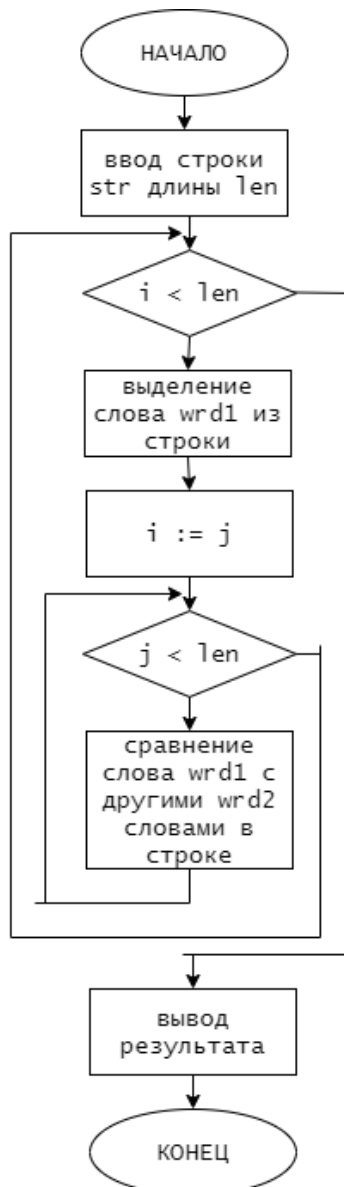 НАЧАЛО
ввод строки
str длины len
i < len
выделение
слова wrd1 из
строки
i := j
j < len
сравнение
слова wrd1 с
другими wrd2
словами в
строке
вывод
результата
КОНЕЦ